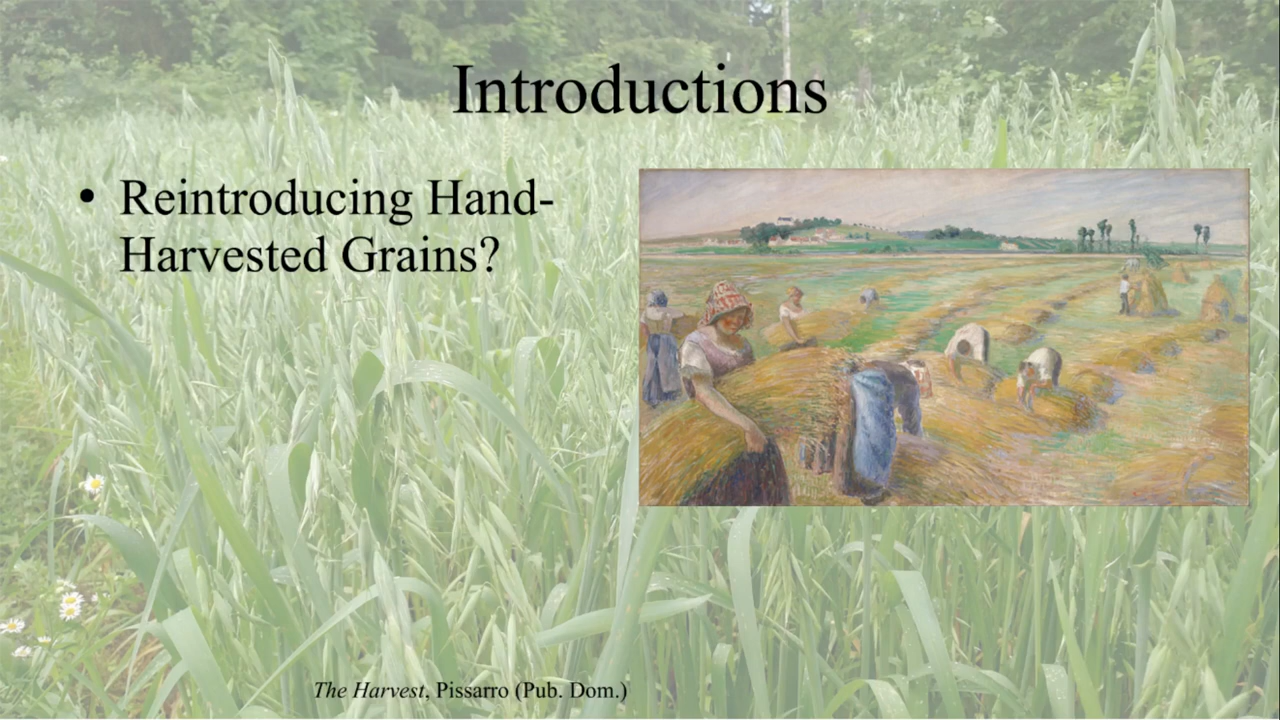 Introductions
• Reintroducing Hand-
Harvested Grains?
The Harvest, Pissarro (Pub. Dom.)